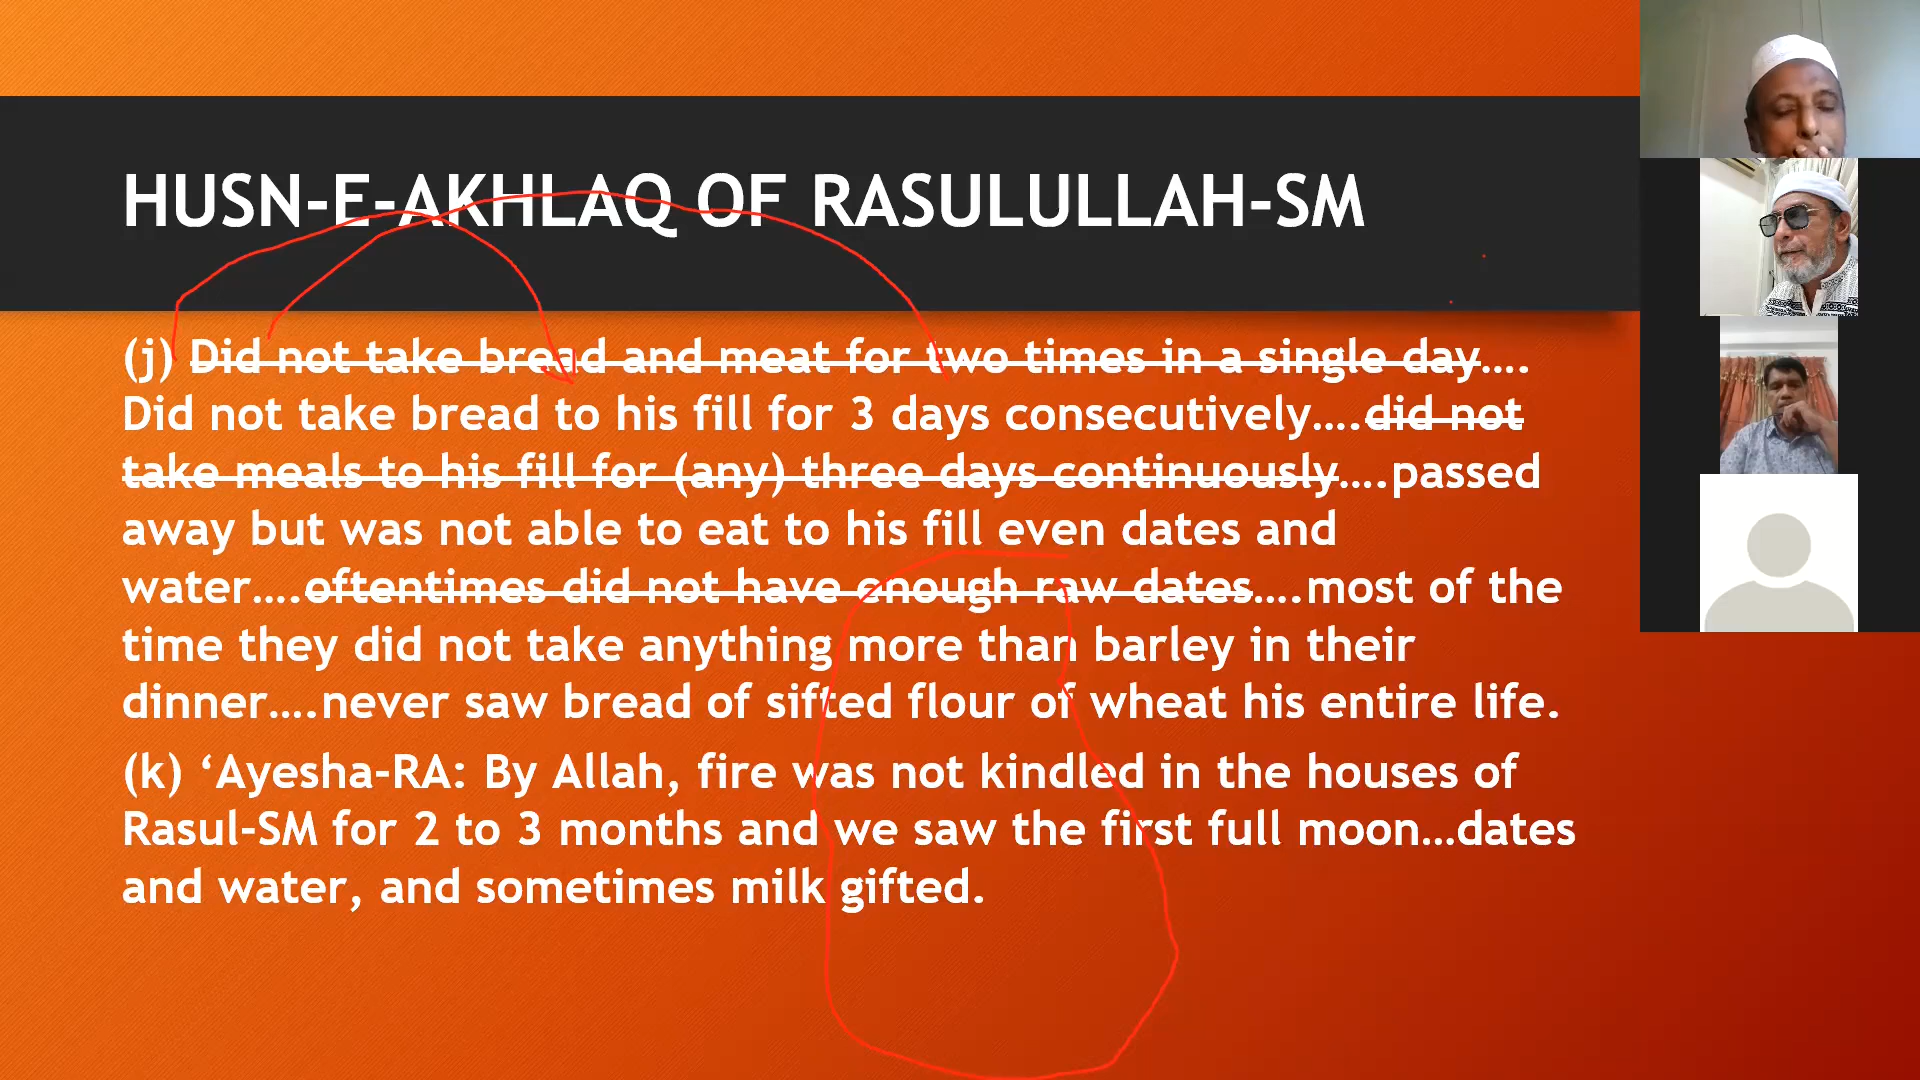 HUSN-E-AKHLAQ OF RASULULLAH-SM
(j) Did not take bread and meat for two times in a single day….
Did not take bread to his fill for 3 days consecutively….did not
take meals to his fill for (any) three days continuously….passed
away but was not able to eat to his fill even dates and
water….oftentimes did not have enough raw dates….most of the
time they did not take anything more than barley in their
dinner….never saw bread of sifted flour of wheat his entire life.
(k) ‘Ayesha-RA: By Allah, fire was not kindled in the houses of
Rasul-SM for 2 to 3 months and we saw the first full moon…dates
and water, and sometimes milk gifted.